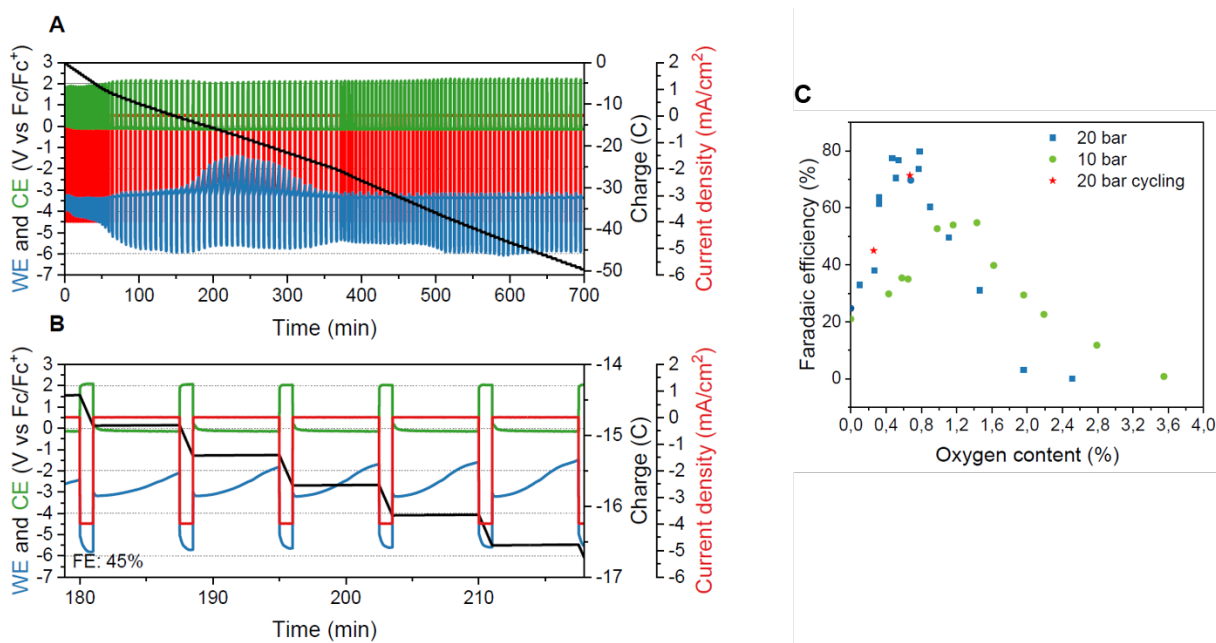 A
WE and CE (V vs Fc/Fc⁺)
3
2
1
0
-1
-2
-3
-4
-5
-6
-7
0 100 200 300 400 500 600 700
Time (min)
0
-10
-20
-30
-40
-50
Charge (C)
2
1
0
-1
-2
-3
-4
-5
-6
Current density (mA/cm²)
B
WE and CE (V vs Fc/Fc⁺)
3
2
1
0
-1
-2
-3
-4
-5
-6
-7
FE: 45%
180 190 200 210
Time (min)
-14
-15
-16
-17
Charge (C)
2
1
0
-1
-2
-3
-4
-5
-6
Current density (mA/cm²)
C
Faradaic efficiency (%)
80
60
40
20
0
20 bar
10 bar
20 bar cycling
0,0 0,4 0,8 1,2 1,6 2,0 2,4 2,8 3,2 3,6 4,0
Oxygen content (%)